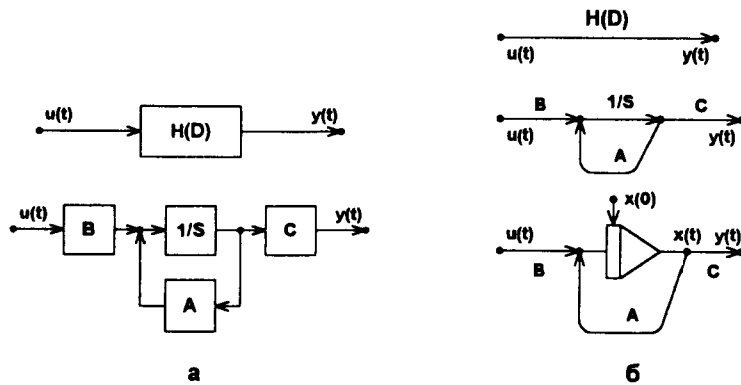 H(D)
u(t) y(t)
u(t) H(D) y(t)
B 1/S C
u(t) y(t)
A
u(t) B 1/S C y(t)
A
x(0)
u(t) x(t) y(t)
B C
A
а б